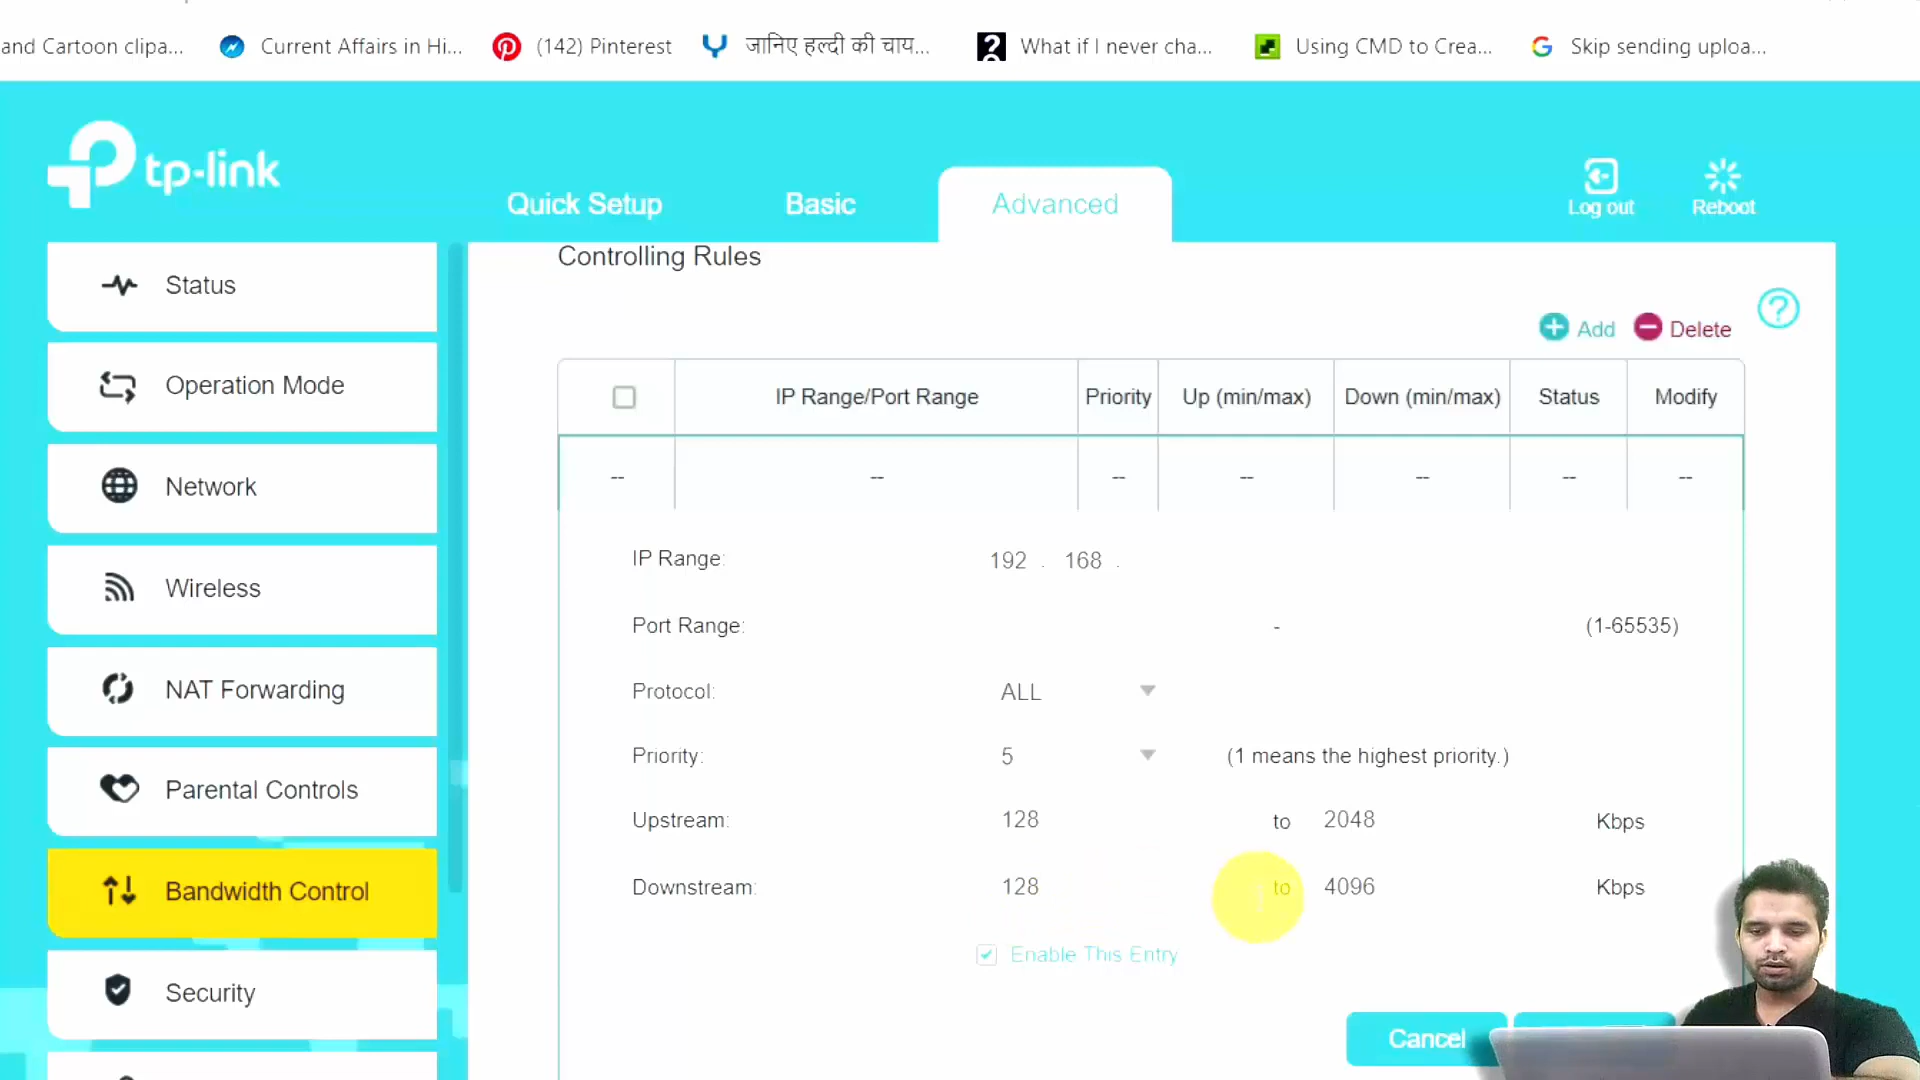 and Cartoon clipa... Current Affairs in Hi... (142) Pinterest जानिए हल्दी की चाय... What if I never cha... Using CMD to Crea... Skip sending uploa...
tp-link
Quick Setup Basic Advanced Log out Reboot
Controlling Rules
Status
Add Delete
Operation Mode
IP Range/Port Range Priority Up (min/max) Down (min/max) Status Modify
-- -- -- -- -- -- --
Network
IP Range: 192 . 168 .
Wireless
Port Range: - (1-65535)
NAT Forwarding
Protocol: ALL
Priority: 5 (1 means the highest priority.)
Parental Controls
Upstream: 128 to 2048 Kbps
Bandwidth Control
Downstream: 128 to 4096 Kbps
Enable This Entry
Security
Cancel